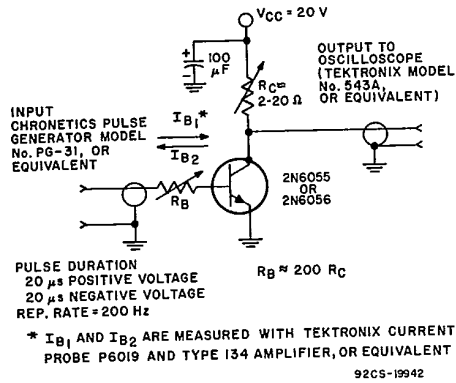 VCC = 20 V
+
100
μF
-
RC≈
2-20 Ω
OUTPUT TO
OSCILLOSCOPE
(TEKTRONIX MODEL
No. 543A,
OR EQUIVALENT)
INPUT
CHRONETICS PULSE
GENERATOR MODEL
No. PG-31, OR
EQUIVALENT
IB1*
IB2
RB
2N6055
OR
2N6056
PULSE DURATION
20 μs POSITIVE VOLTAGE
20 μs NEGATIVE VOLTAGE
REP. RATE = 200 Hz
RB ≈ 200 RC
* IB1 AND IB2 ARE MEASURED WITH TEKTRONIX CURRENT
PROBE P6019 AND TYPE 134 AMPLIFIER, OR EQUIVALENT
92CS-19942